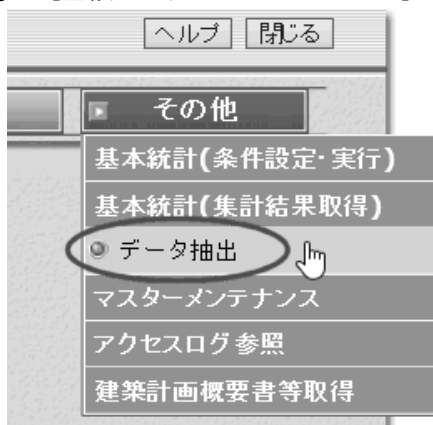 ヘルプ 閉じる
その他
基本統計(条件設定・実行)
基本統計(集計結果取得)
データ抽出
マスターメンテナンス
アクセスログ参照
建築計画概要書等取得